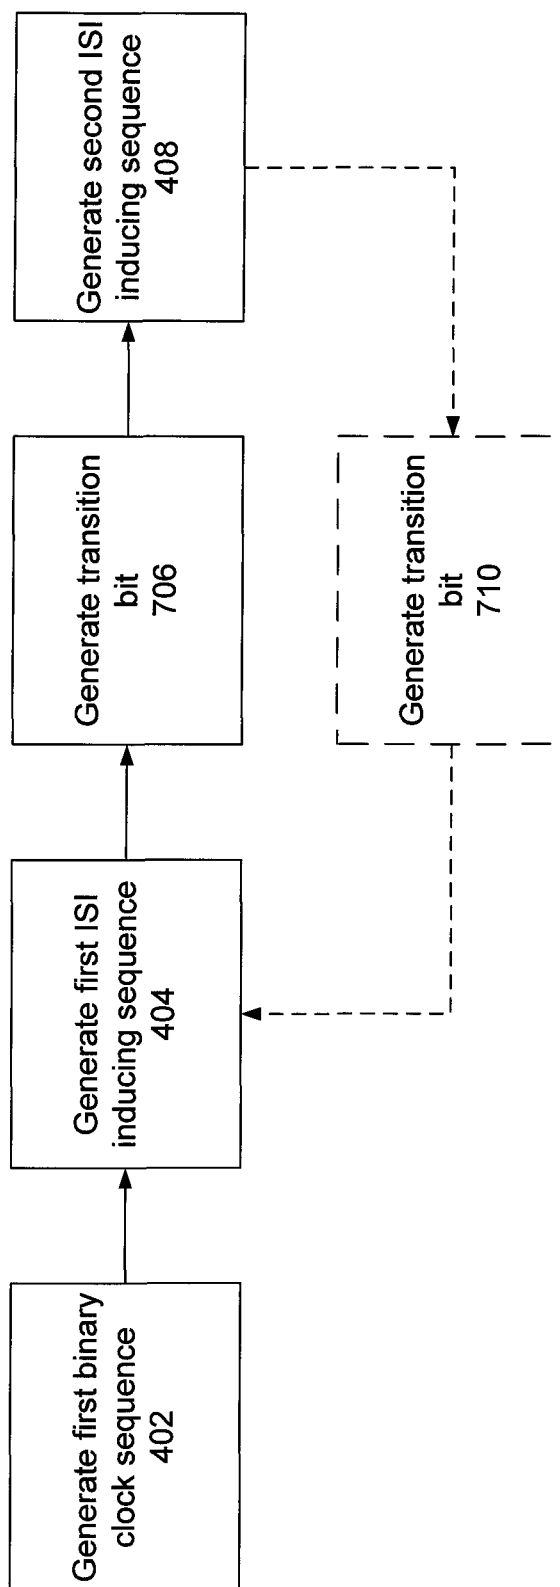 Generate first binary
clock sequence
402
Generate first ISI
inducing sequence
404
Generate transition
bit
706
Generate second ISI
inducing sequence
408
Generate transition
bit
710